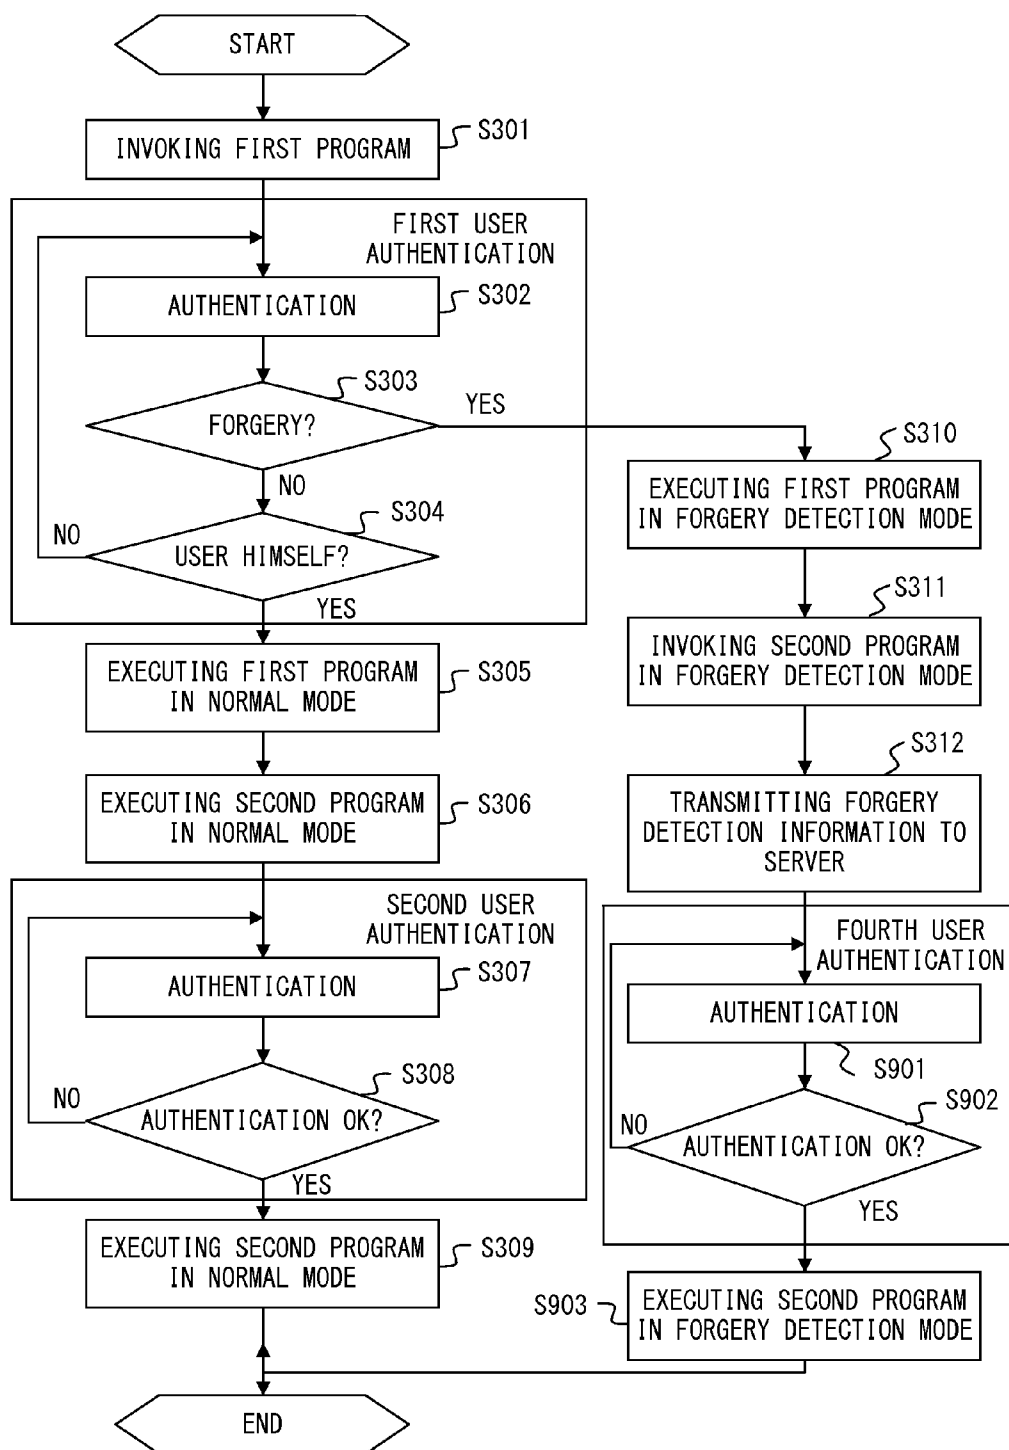 START
INVOKING FIRST PROGRAM
S301
FIRST USER
AUTHENTICATION
AUTHENTICATION
S302
FORGERY?
S303
YES
NO
USER HIMSELF?
S304
NO
YES
EXECUTING FIRST PROGRAM
IN NORMAL MODE
S305
EXECUTING SECOND PROGRAM
IN NORMAL MODE
S306
SECOND USER
AUTHENTICATION
AUTHENTICATION
S307
AUTHENTICATION OK?
S308
NO
YES
EXECUTING SECOND PROGRAM
IN NORMAL MODE
S309
S310
EXECUTING FIRST PROGRAM
IN FORGERY DETECTION MODE
S311
INVOKING SECOND PROGRAM
IN FORGERY DETECTION MODE
S312
TRANSMITTING FORGERY
DETECTION INFORMATION TO
SERVER
FOURTH USER
AUTHENTICATION
AUTHENTICATION
S901
S902
AUTHENTICATION OK?
NO
YES
S903
EXECUTING SECOND PROGRAM
IN FORGERY DETECTION MODE
END